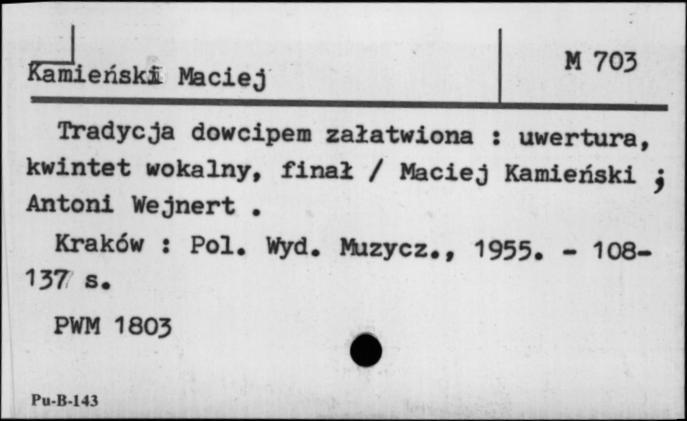 Kamieński Maciej
M 703
Tradycja dowcipem załatwiona : uwertura,
kwintet wokalny, finał / Maciej Kamieński ;
Antoni Wejnert .
Kraków : Pol. Wyd. Muzycz., 1955. - 108-
137 s.
PWM 1803
Pu-B-143